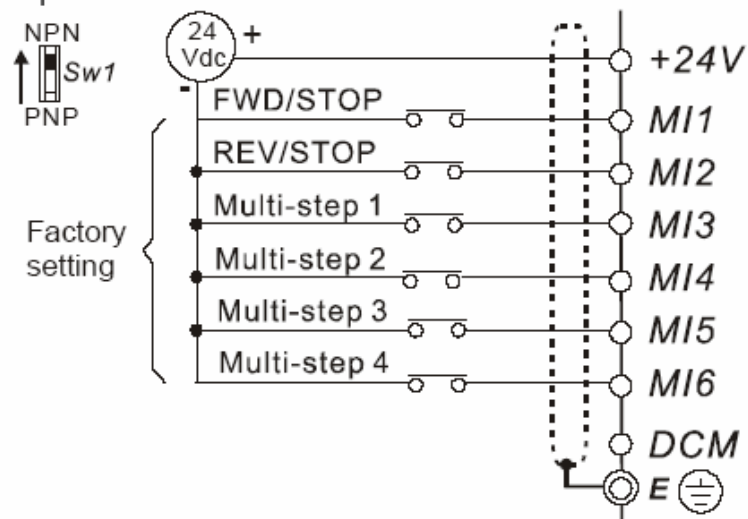 NPN
Sw1
PNP
24
Vdc
+
-
FWD/STOP
REV/STOP
Multi-step 1
Multi-step 2
Multi-step 3
Multi-step 4
Factory
setting
+24V
MI1
MI2
MI3
MI4
MI5
MI6
DCM
E